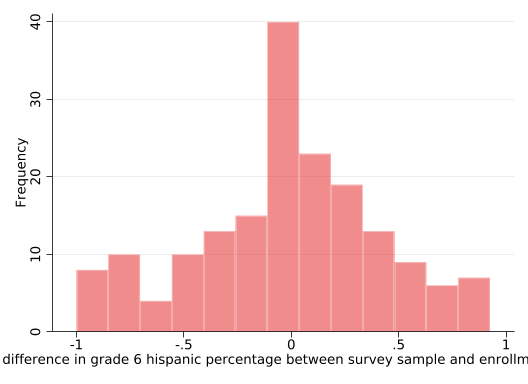 40
30
20
10
0
Frequency
-1 -.5 0 .5 1
difference in grade 6 hispanic percentage between survey sample and enrollm